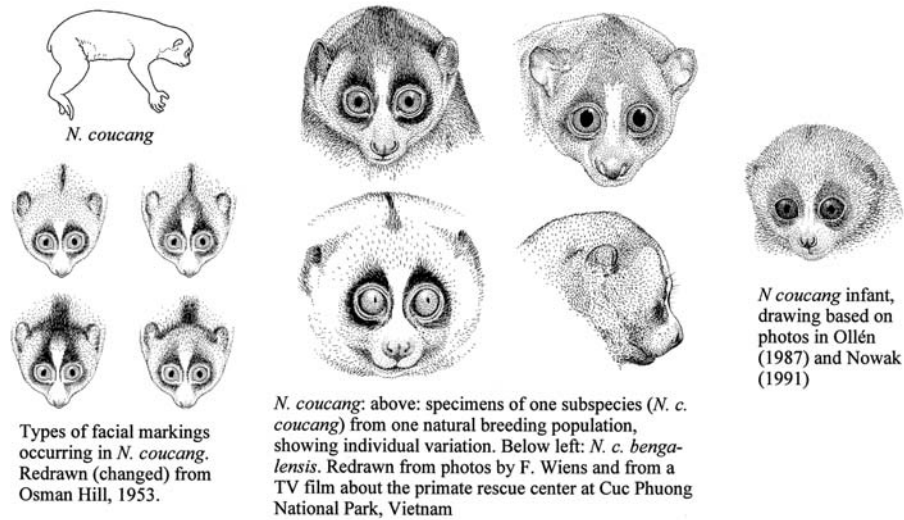 N. coucang
Types of facial markings
occurring in N. coucang.
Redrawn (changed) from
Osman Hill, 1953.
N. coucang: above: specimens of one subspecies (N. c.
coucang) from one natural breeding population,
showing individual variation. Below left: N. c. benga-
lensis. Redrawn from photos by F. Wiens and from a
TV film about the primate rescue center at Cuc Phuong
National Park, Vietnam
N coucang infant,
drawing based on
photos in Ollén
(1987) and Nowak
(1991)